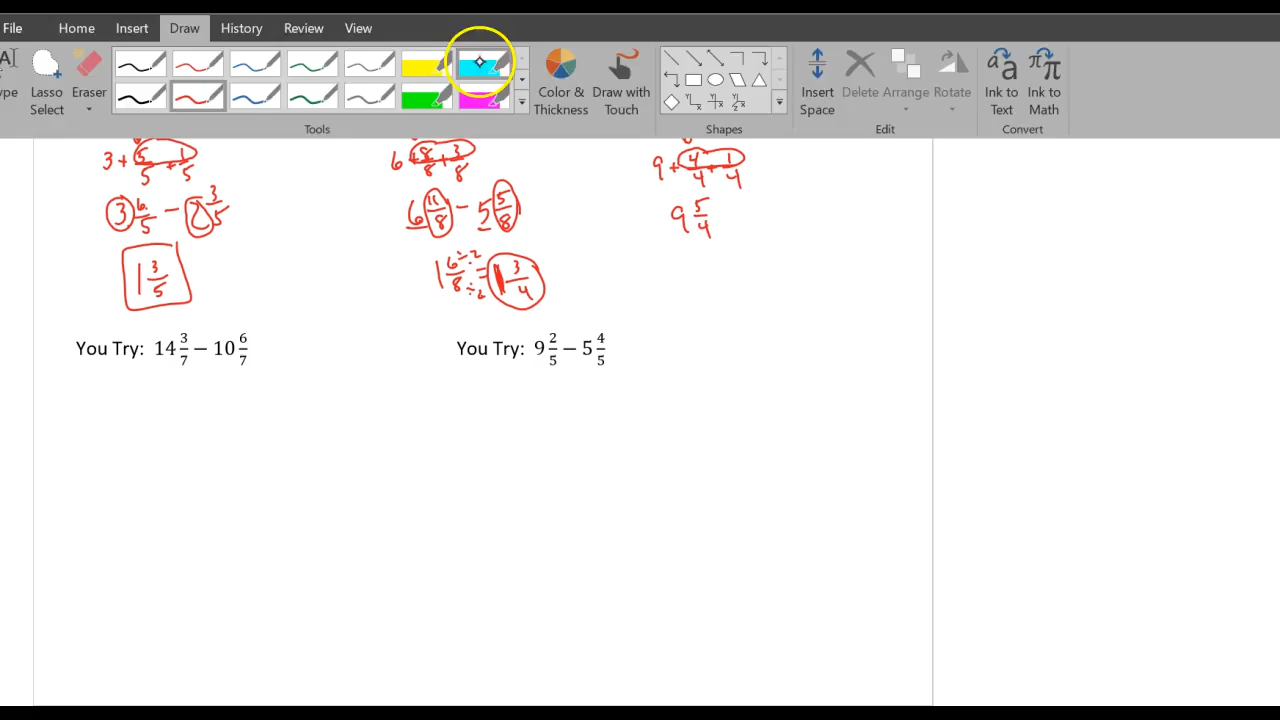 File Home Insert Draw History Review View
Lasso Select Eraser Color & Thickness Draw with Touch Insert Space Delete Arrange Rotate Ink to Text Ink to Math
Tools Shapes Edit Convert
3 + 5/5 + 1/5
6 + 8/8 + 3/8
9 + 4/4 + 1/4
3 6/5 − 2 3/5
6 11/8 − 5 5/8
9 5/4
1 3/5
1 6/8 ÷2 ÷2 = 1 3/4
You Try: 14 3/7 − 10 6/7
You Try: 9 2/5 − 5 4/5